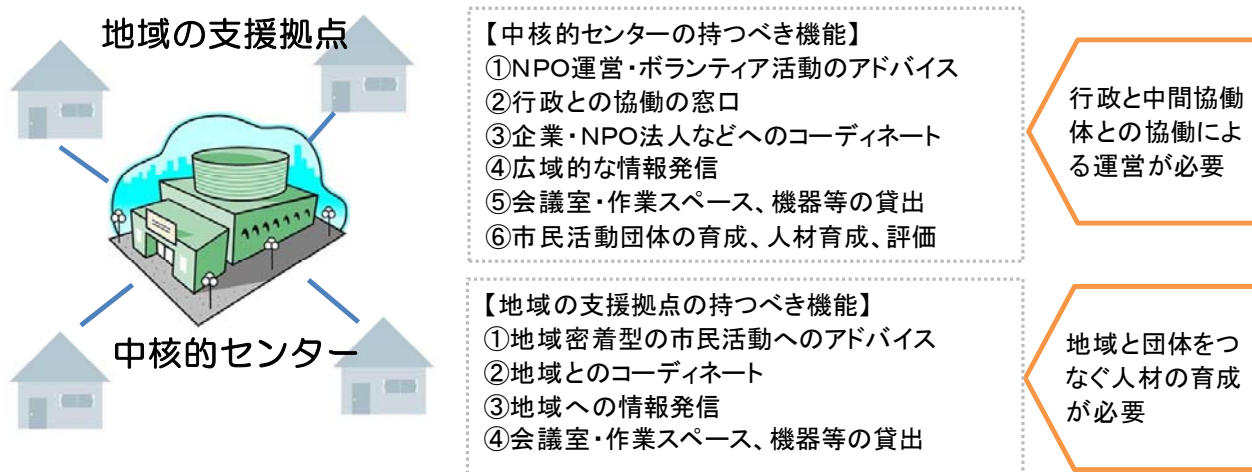 地域の支援拠点
中核的センター
【中核的センターの持つべき機能】
①NPO運営・ボランティア活動のアドバイス
②行政との協働の窓口
③企業・NPO法人などへのコーディネート
④広域的な情報発信
⑤会議室・作業スペース、機器等の貸出
⑥市民活動団体の育成、人材育成、評価
行政と中間協働
体との協働によ
る運営が必要
【地域の支援拠点の持つべき機能】
①地域密着型の市民活動へのアドバイス
②地域とのコーディネート
③地域への情報発信
④会議室・作業スペース、機器等の貸出
地域と団体をつ
なぐ人材の育成
が必要